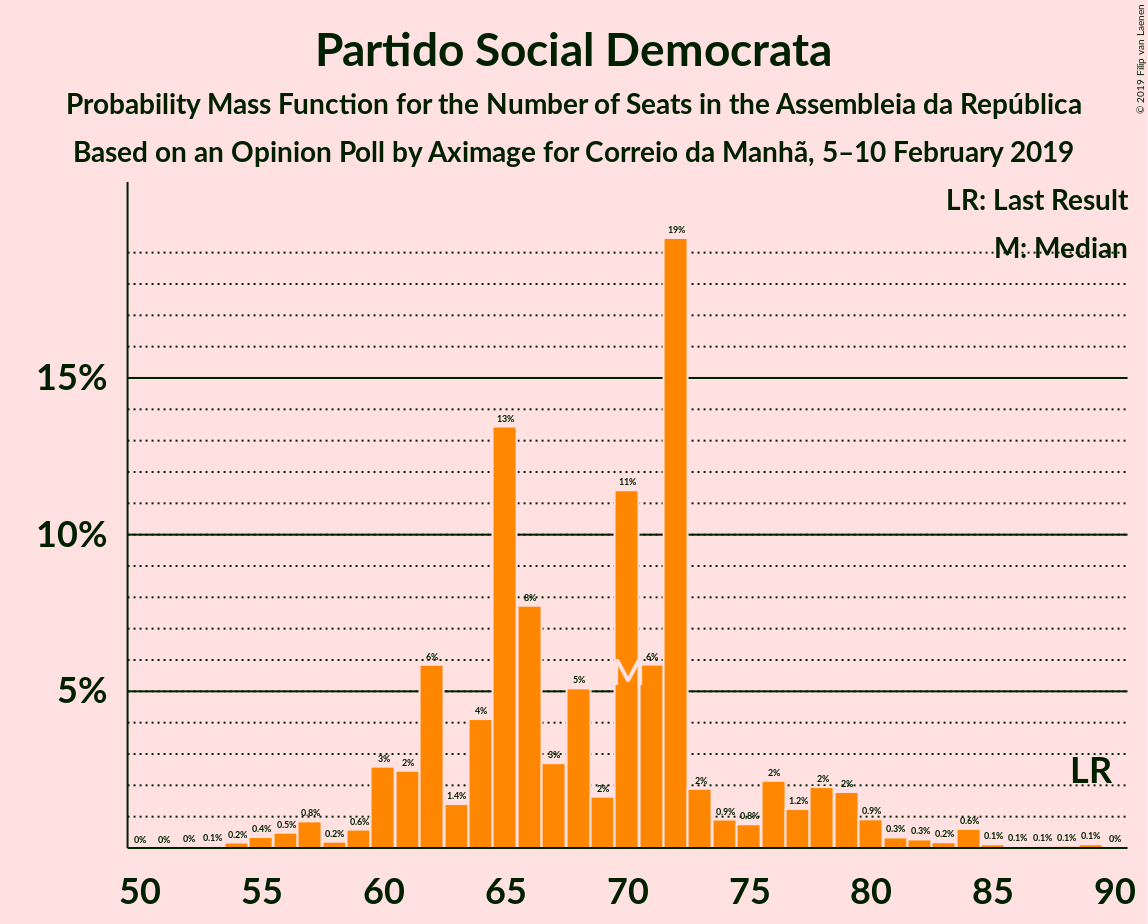 Partido Social Democrata
Probability Mass Function for the Number of Seats in the Assembleia da República
Based on an Opinion Poll by Aximage for Correio da Manhã, 5–10 February 2019
© 2019 Filip van Laenen
LR: Last Result
M: Median
15%
10%
5%
0% 0% 0% 0.1% 0.2% 0.4% 0.5% 0.8% 0.2% 0.6% 3% 2% 6% 1.4% 4% 13% 8% 3% 5% 2% 11% 6% 19% 2% 0.9% 0.8% 2% 1.2% 2% 2% 0.9% 0.3% 0.3% 0.2% 0.6% 0.1% 0.1% 0.1% 0.1% 0.1% 0%
M
LR
50 55 60 65 70 75 80 85 90